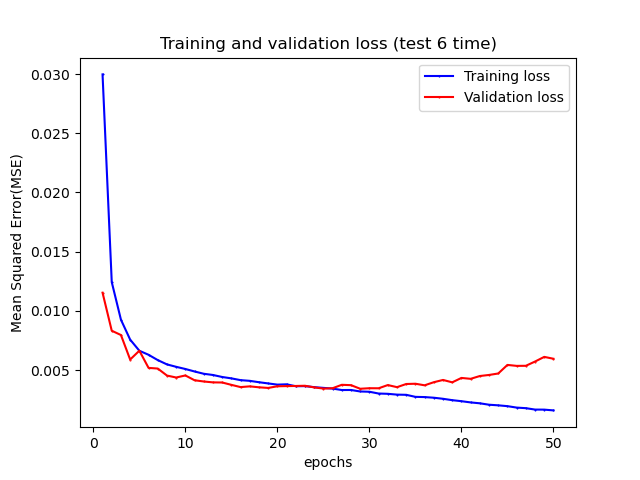 Training and validation loss (test 6 time)
Training loss
Validation loss
Mean Squared Error(MSE)
0.030
0.025
0.020
0.015
0.010
0.005
0 10 20 30 40 50
epochs